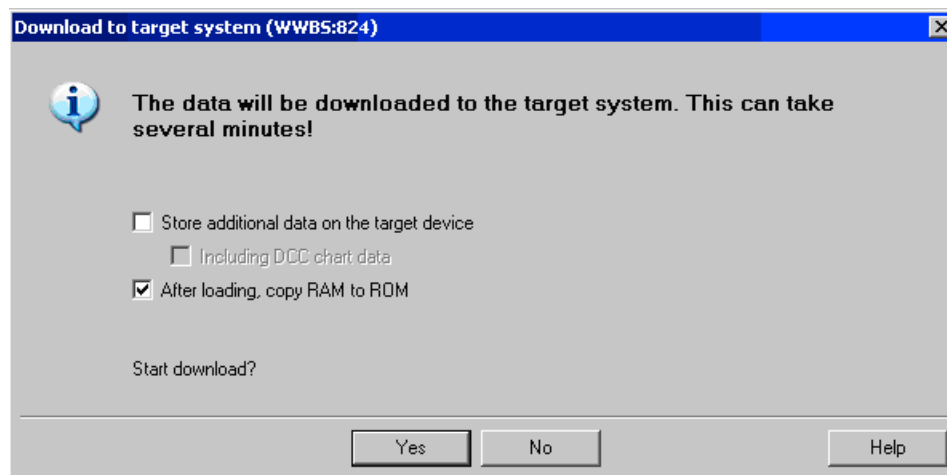 Download to target system (WWBS:824)
The data will be downloaded to the target system. This can take
several minutes!
Store additional data on the target device
Including DCC chart data
After loading, copy RAM to ROM
Start download?
Yes
No
Help